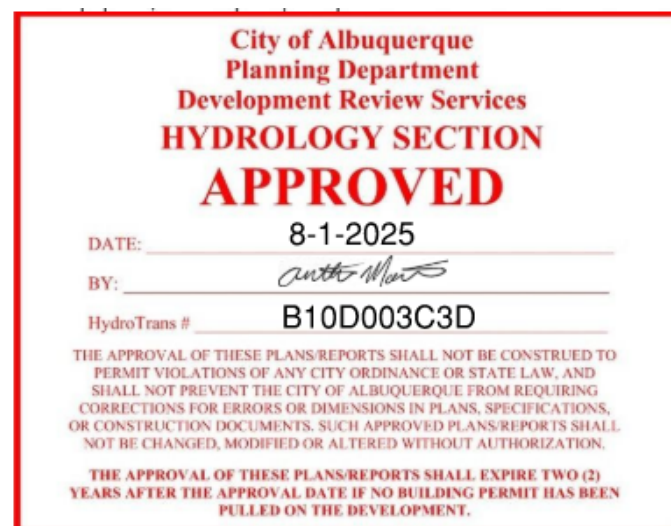 City of Albuquerque
Planning Department
Development Review Services
HYDROLOGY SECTION
APPROVED
DATE: 8-1-2025
BY:
HydroTrans # B10D003C3D
THE APPROVAL OF THESE PLANS/REPORTS SHALL NOT BE CONSTRUED TO
PERMIT VIOLATIONS OF ANY CITY ORDINANCE OR STATE LAW, AND
SHALL NOT PREVENT THE CITY OF ALBUQUERQUE FROM REQUIRING
CORRECTIONS FOR ERRORS OR DIMENSIONS IN PLANS, SPECIFICATIONS,
OR CONSTRUCTION DOCUMENTS. SUCH APPROVED PLANS/REPORTS SHALL
NOT BE CHANGED, MODIFIED OR ALTERED WITHOUT AUTHORIZATION.
THE APPROVAL OF THESE PLANS/REPORTS SHALL EXPIRE TWO (2)
YEARS AFTER THE APPROVAL DATE IF NO BUILDING PERMIT HAS BEEN
PULLED ON THE DEVELOPMENT.